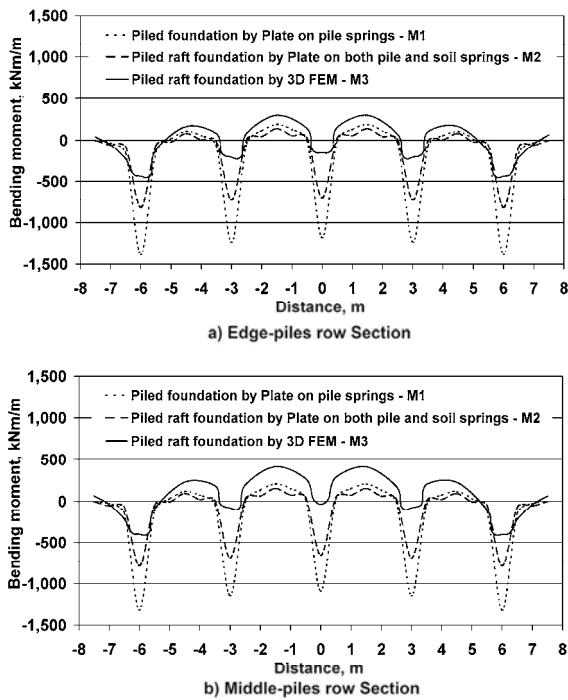 1,500
Piled foundation by Plate on pile springs - M1
1,000
Piled raft foundation by Plate on both pile and soil springs - M2
Piled raft foundation by 3D FEM - M3
500
0
-500
-1,000
-1,500
Bending moment, kNm/m
-8 -7 -6 -5 -4 -3 -2 -1 0 1 2 3 4 5 6 7 8
Distance, m
a) Edge-piles row Section
1,500
Piled foundation by Plate on pile springs - M1
1,000
Piled raft foundation by Plate on both pile and soil springs - M2
Piled raft foundation by 3D FEM - M3
500
0
-500
-1,000
-1,500
Bending moment, kNm/m
-8 -7 -6 -5 -4 -3 -2 -1 0 1 2 3 4 5 6 7 8
Distance, m
b) Middle-piles row Section